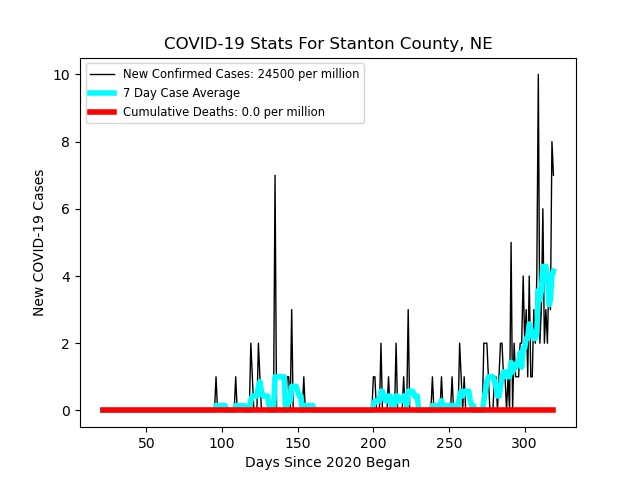 COVID-19 Stats For Stanton County, NE
New Confirmed Cases: 24500 per million
7 Day Case Average
Cumulative Deaths: 0.0 per million
New COVID-19 Cases
10
8
6
4
2
0
50 100 150 200 250 300
Days Since 2020 Began